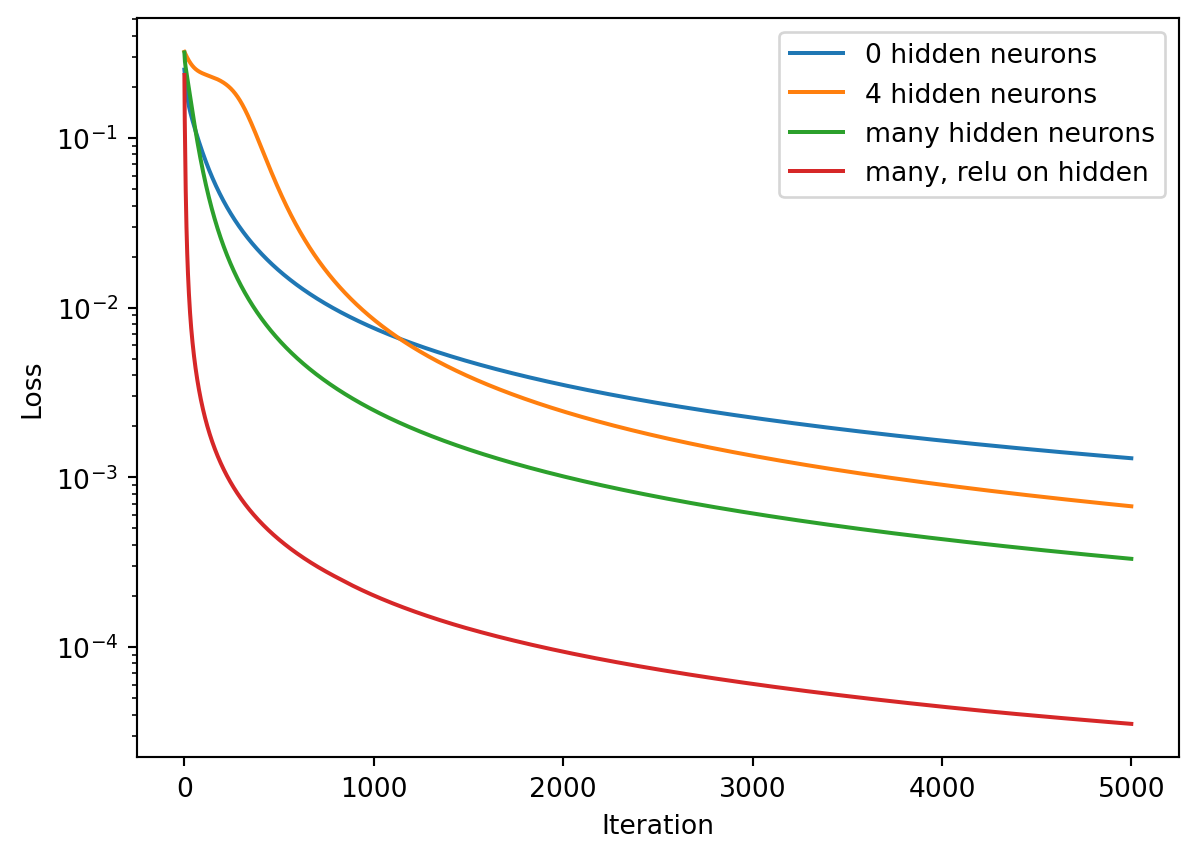 0 hidden neurons
4 hidden neurons
many hidden neurons
many, relu on hidden
Loss
10⁻¹
10⁻²
10⁻³
10⁻⁴
0 1000 2000 3000 4000 5000
Iteration